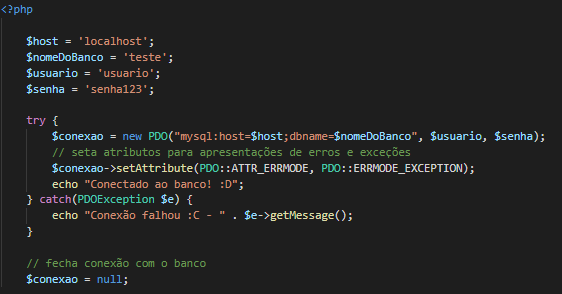 <?php
$host = 'localhost';
$nomeDoBanco = 'teste';
$usuario = 'usuario';
$senha = 'senha123';
try {
$conexao = new PDO("mysql:host=$host;dbname=$nomeDoBanco", $usuario, $senha);
// seta atributos para apresentações de erros e exceções
$conexao->setAttribute(PDO::ATTR_ERRMODE, PDO::ERRMODE_EXCEPTION);
echo "Conectado ao banco! :D";
} catch(PDOException $e) {
echo "Conexão falhou :C - " . $e->getMessage();
}
// fecha conexão com o banco
$conexao = null;